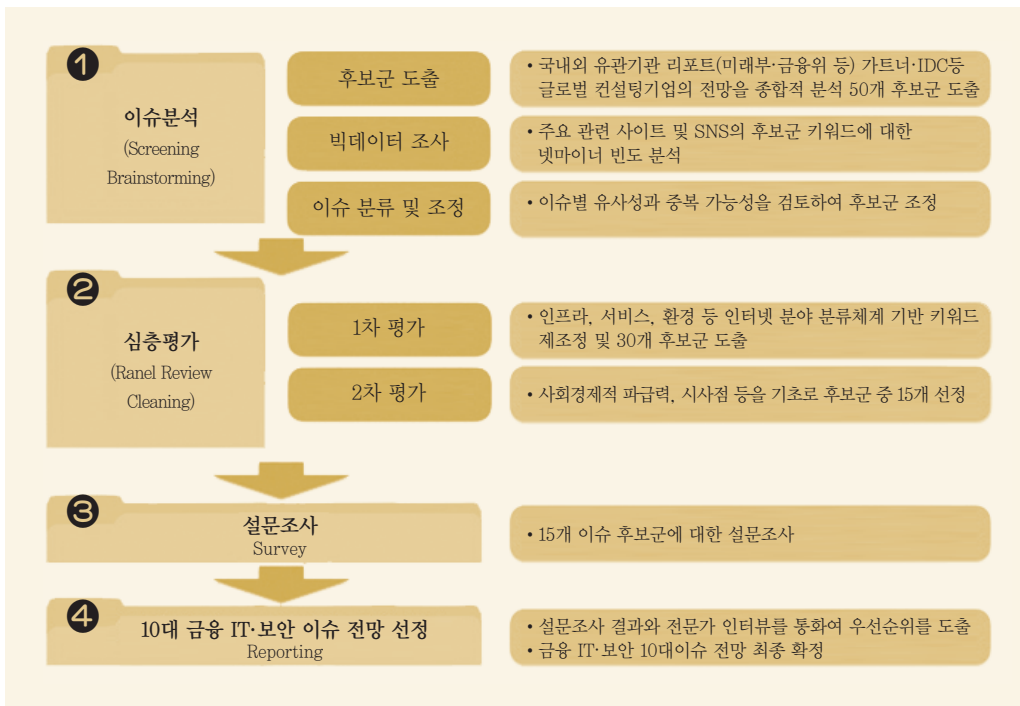 1
이슈분석
(Screening
Brainstorming)
후보군 도출
• 국내외 유관기관 리포트(미래부·금융위 등) 가트너·IDC등
글로벌 컨설팅기업의 전망을 종합적 분석 50개 후보군 도출
빅데이터 조사
• 주요 관련 사이트 및 SNS의 후보군 키워드에 대한
넷마이너 빈도 분석
이슈 분류 및 조정
• 이슈별 유사성과 중복 가능성을 검토하여 후보군 조정
2
심층평가
(Ranel Review
Cleaning)
1차 평가
• 인프라, 서비스, 환경 등 인터넷 분야 분류체계 기반 키워드
재조정 및 30개 후보군 도출
2차 평가
• 사회경제적 파급력, 시사점 등을 기초로 후보군 중 15개 선정
3
설문조사
Survey
• 15개 이슈 후보군에 대한 설문조사
4
10대 금융 IT·보안 이슈 전망 선정
Reporting
• 설문조사 결과와 전문가 인터뷰를 통화여 우선순위를 도출
• 금융 IT·보안 10대이슈 전망 최종 확정